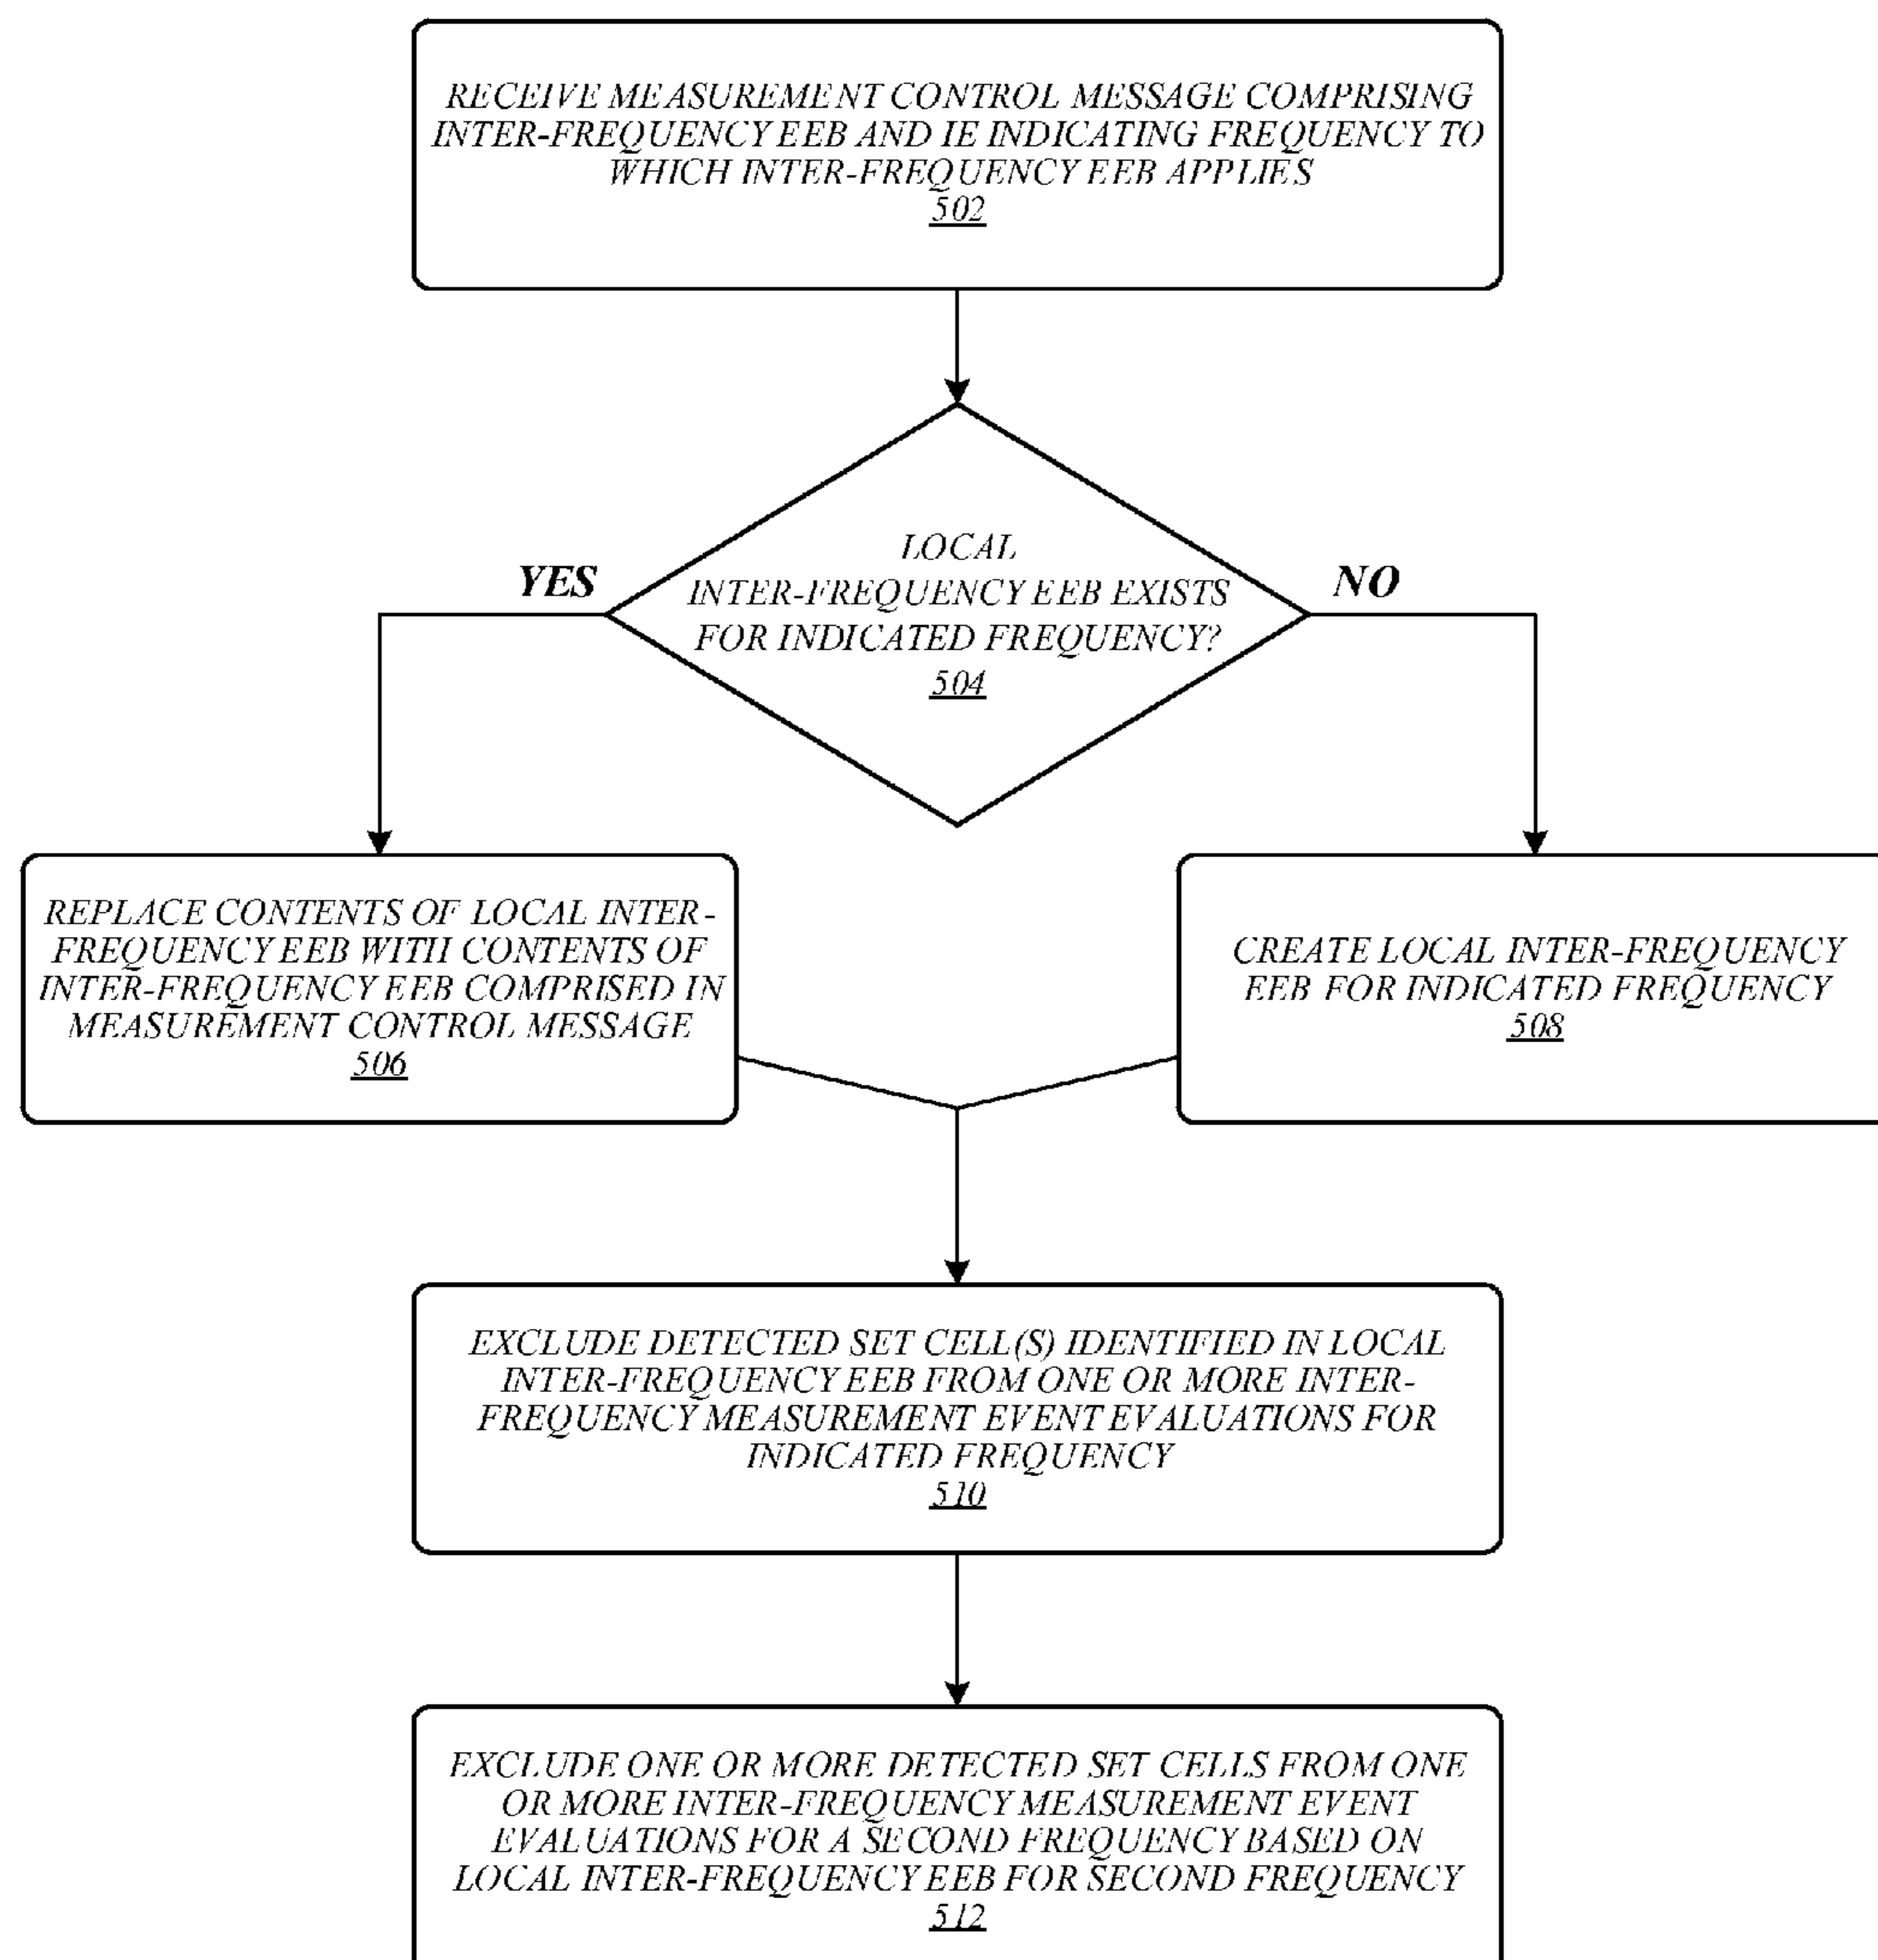 RECEIVE MEASUREMENT CONTROL MESSAGE COMPRISING
INTER-FREQUENCY EEB AND IE INDICATING FREQUENCY TO
WHICH INTER-FREQUENCY EEB APPLIES
502
LOCAL
INTER-FREQUENCY EEB EXISTS
FOR INDICATED FREQUENCY?
504
YES
NO
REPLACE CONTENTS OF LOCAL INTER-
FREQUENCY EEB WITH CONTENTS OF
INTER-FREQUENCY EEB COMPRISED IN
MEASUREMENT CONTROL MESSAGE
506
CREATE LOCAL INTER-FREQUENCY
EEB FOR INDICATED FREQUENCY
508
EXCLUDE DETECTED SET CELL(S) IDENTIFIED IN LOCAL
INTER-FREQUENCY EEB FROM ONE OR MORE INTER-
FREQUENCY MEASUREMENT EVENT EVALUATIONS FOR
INDICATED FREQUENCY
510
EXCLUDE ONE OR MORE DETECTED SET CELLS FROM ONE
OR MORE INTER-FREQUENCY MEASUREMENT EVENT
EVALUATIONS FOR A SECOND FREQUENCY BASED ON
LOCAL INTER-FREQUENCY EEB FOR SECOND FREQUENCY
512